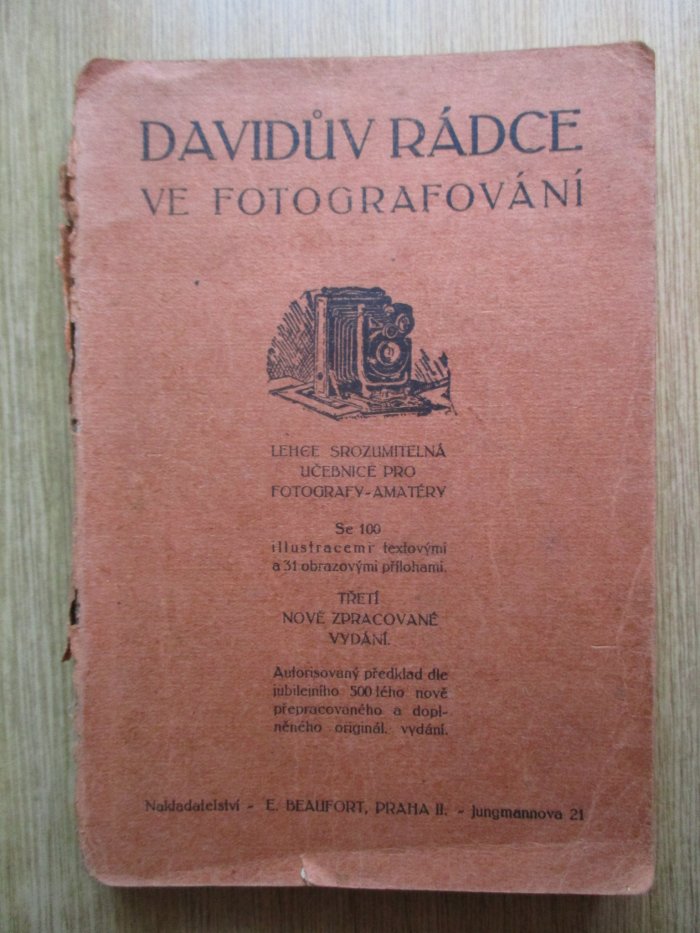 DAVIDŮV RÁDCE
VE FOTOGRAFOVÁNÍ
LEHCE SROZUMITELNÁ
UČEBNICE PRO
FOTOGRAFY-AMATÉRY
Se 100
illustracemi textovými
a 31 obrazovými přílohami.
TŘETÍ
NOVĚ ZPRACOVANÉ
VYDÁNÍ.
Autorisovaný předklad dle
jubilejního 500 tého nově
přepracovaného a dopl-
něného originál. vydání.
Nakladatelství - E. BEAUFORT, PRAHA II. - Jungmannova 21